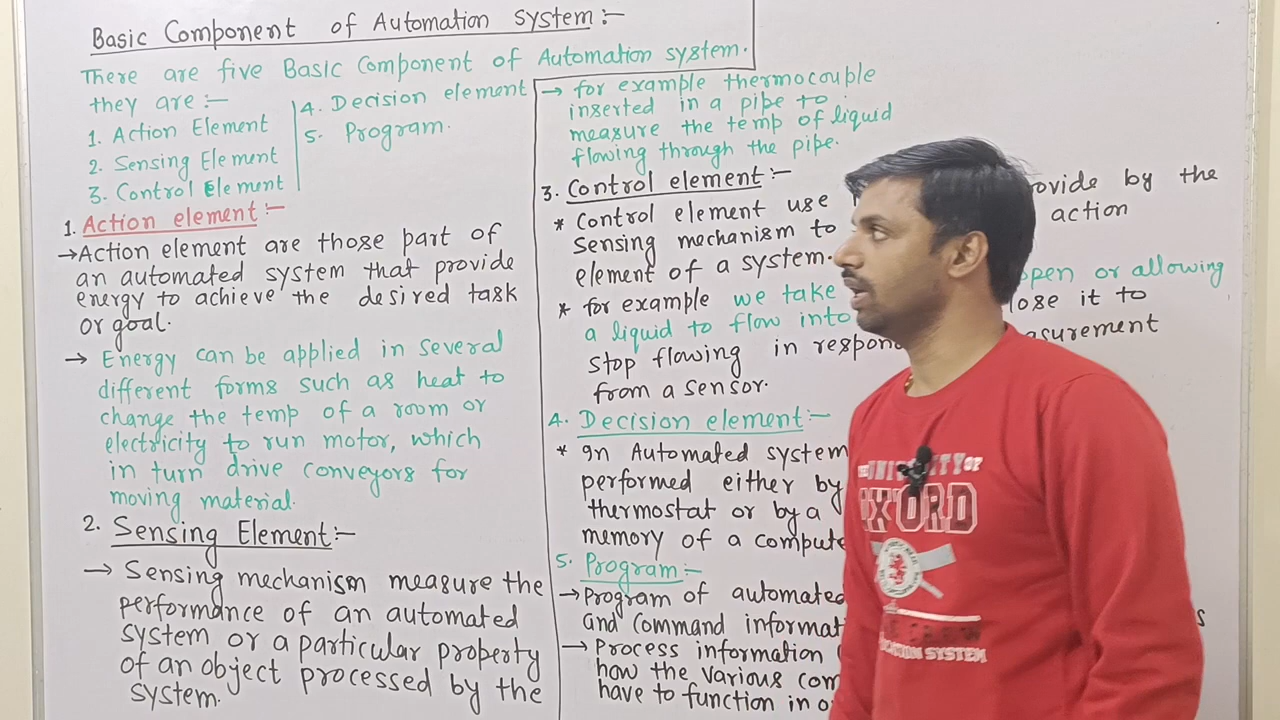 Basic Component of Automation System :-
There are five Basic Component of Automation system.
they are :-
1. Action Element
2. Sensing Element
3. Control Element
4. Decision element
5. Program.
1. Action element :-
→ Action element are those part of
an automated system that provide
energy to achieve the desired task
or goal.
→ Energy can be applied in several
different forms such as heat to
change the temp of a room or
electricity to run motor, which
in turn drive conveyors for
moving material.
2. Sensing Element :-
→ Sensing mechanism measure the
performance of an automated
system or a particular property
of an object processed by the
system.
→ for example thermocouple
inserted in a pipe to
measure the temp of liquid
flowing through the pipe.
3. Control element :-
* Control element use by the
sensing mechanism to action
element of a system.
* for example we take open or allowing
a liquid to flow into it to
stop flowing in
from a sensor.
4. Decision element :-
* In Automated system
performed either by
thermostat or by a
memory of a
5. Program :-
→ Program of automated
and command
→ Process information
how the various
have to function in
OXFORD